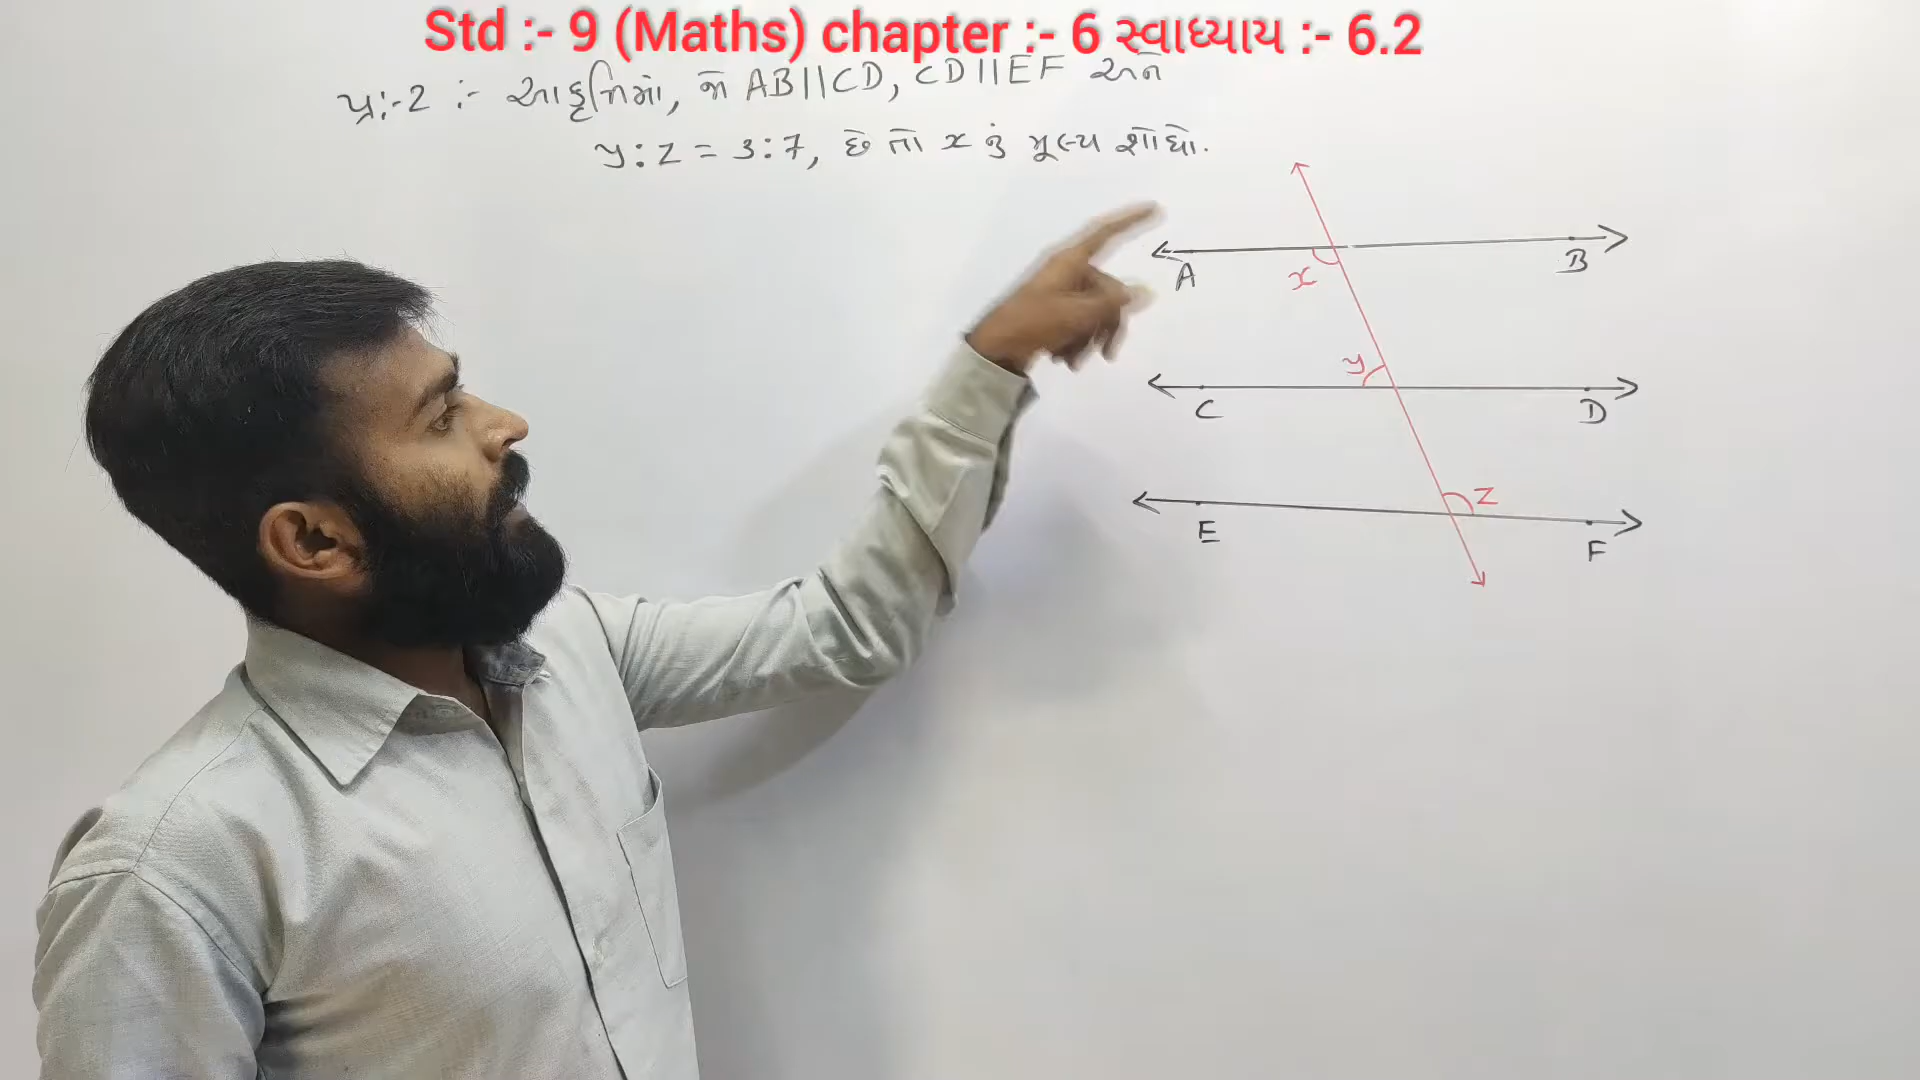 Std :- 9 (Maths) chapter :- 6 સ્વાધ્યાય :- 6.2
પ્ર:-2 :- આકૃતિમાં, જો AB||CD, CD||EF અને
y:z = 3:7, છે તો x નું મૂલ્ય શોધો.
A
B
x
y
C
D
z
E
F